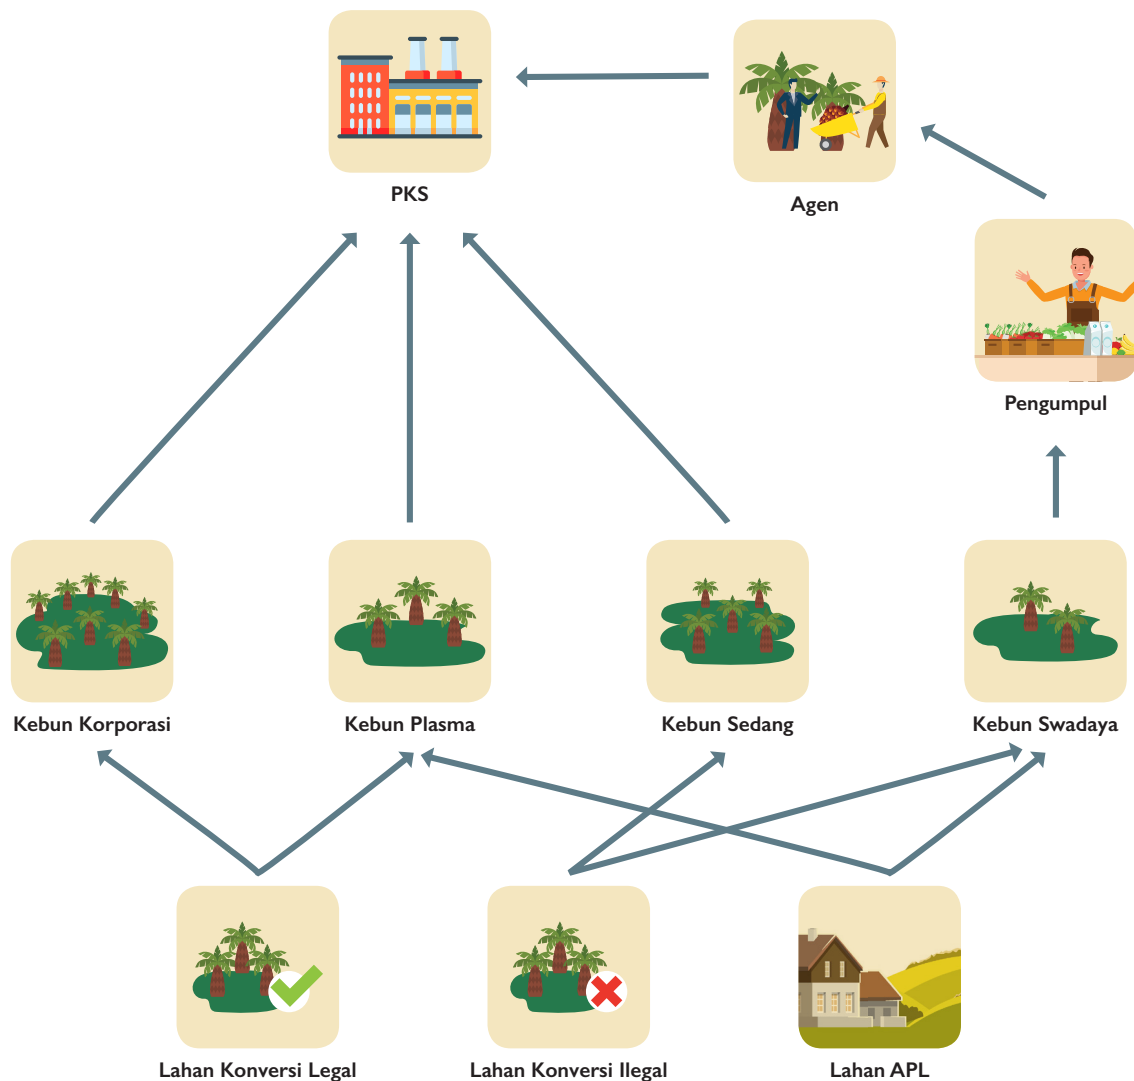 PKS
Agen
Pengumpul
Kebun Korporasi
Kebun Plasma
Kebun Sedang
Kebun Swadaya
Lahan Konversi Legal
Lahan Konversi Ilegal
Lahan APL